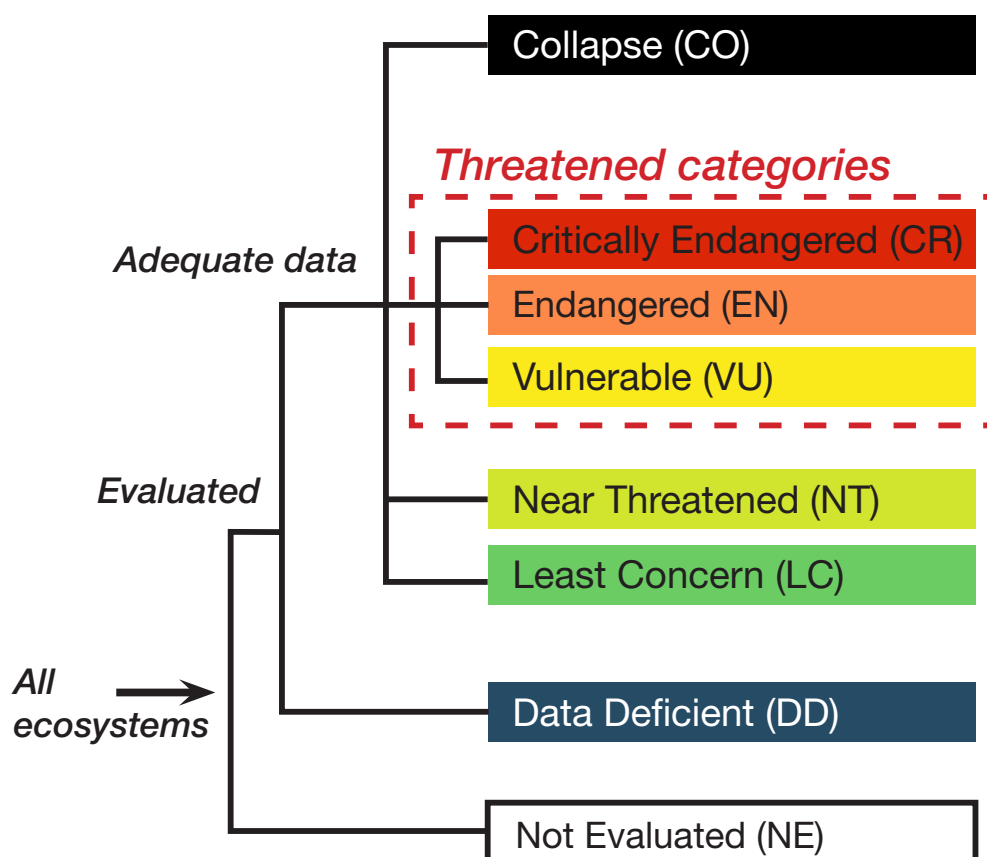 Collapse (CO)
Threatened categories
Critically Endangered (CR)
Adequate data
Endangered (EN)
Vulnerable (VU)
Evaluated
Near Threatened (NT)
Least Concern (LC)
All
ecosystems
Data Deficient (DD)
Not Evaluated (NE)